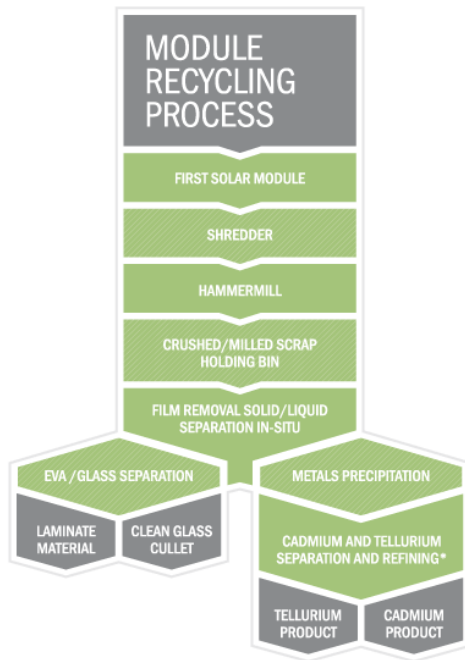 MODULE
RECYCLING
PROCESS
FIRST SOLAR MODULE
SHREDDER
HAMMERMILL
CRUSHED/MILLED SCRAP
HOLDING BIN
FILM REMOVAL SOLID/LIQUID
SEPARATION IN-SITU
EVA /GLASS SEPARATION
LAMINATE
MATERIAL
CLEAN GLASS
CULLET
METALS PRECIPITATION
CADMIUM AND TELLURIUM
SEPARATION AND REFINING*
TELLURIUM
PRODUCT
CADMIUM
PRODUCT